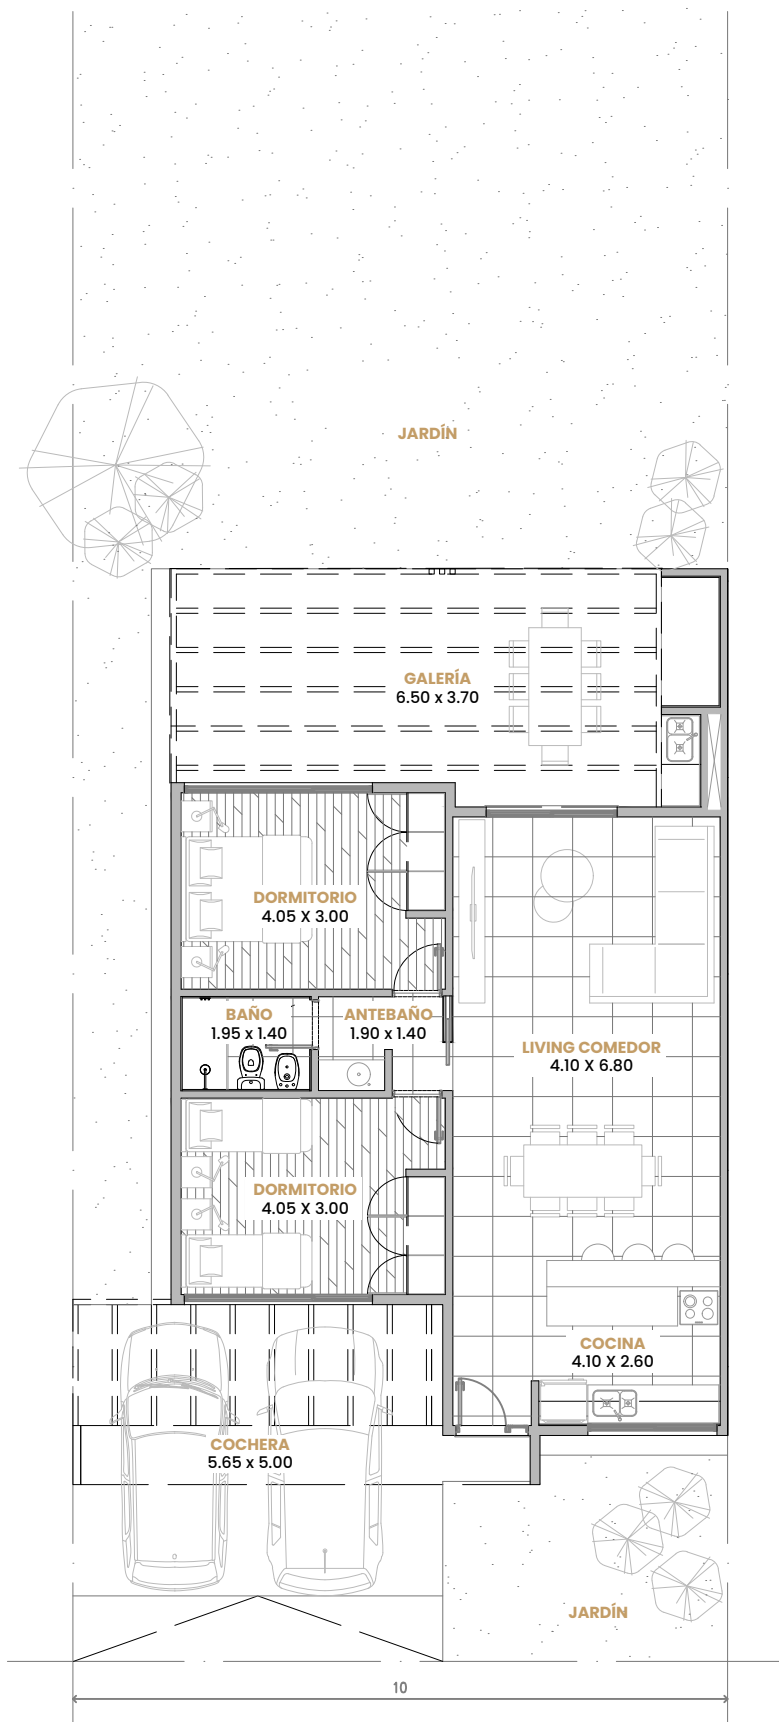 JARDÍN
GALERÍA
6.50 x 3.70
DORMITORIO
4.05 X 3.00
BAÑO
1.95 x 1.40
ANTEBAÑO
1.90 x 1.40
LIVING COMEDOR
4.10 X 6.80
DORMITORIO
4.05 X 3.00
COCINA
4.10 X 2.60
COCHERA
5.65 x 5.00
JARDÍN
10